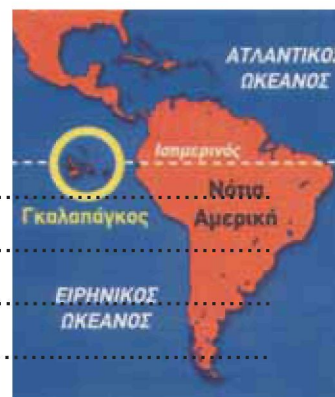 ΑΤΛΑΝΤΙΚΟΣ
ΩΚΕΑΝΟΣ
Ισημερινός
Νότια
Αμερική
Γκαλαπάγκος
ΕΙΡΗΝΙΚΟΣ
ΩΚΕΑΝΟΣ